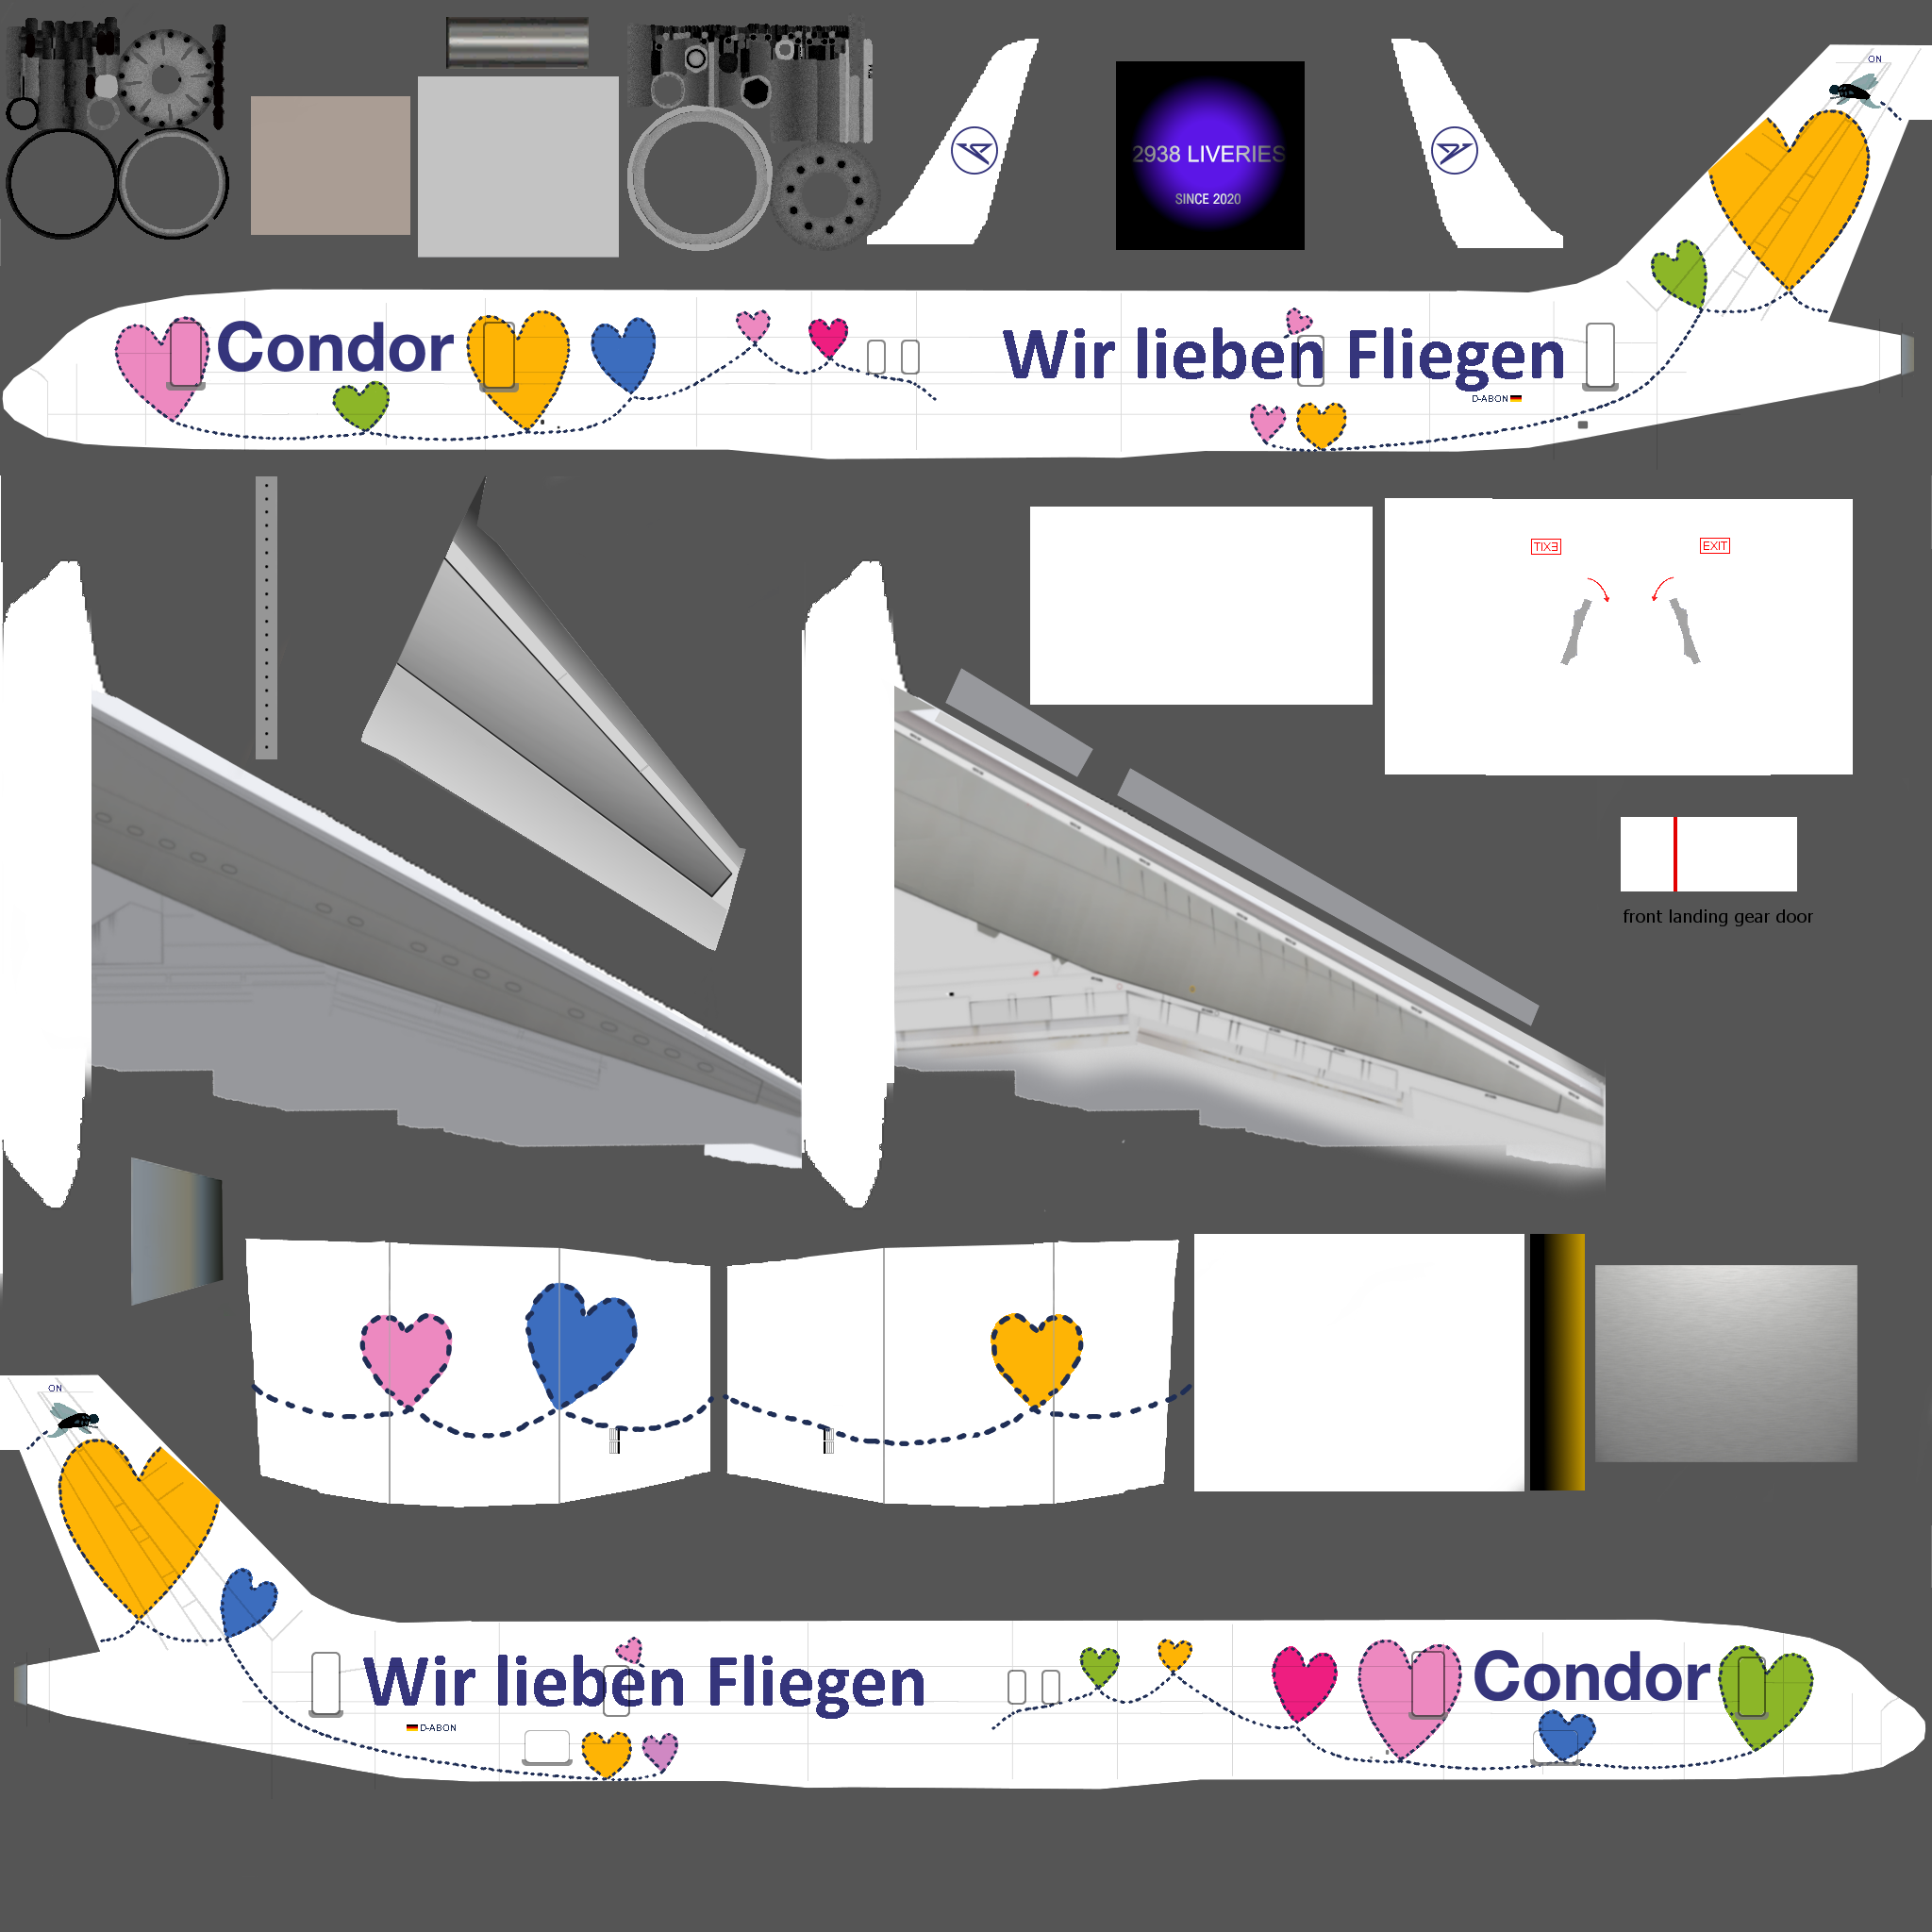 ON
2938 LIVERIES
SINCE 2020
Condor
Wir lieben Fliegen
D-ABON
EXIT
EXIT
front landing gear door
ON
Wir lieben Fliegen
Condor
D-ABON